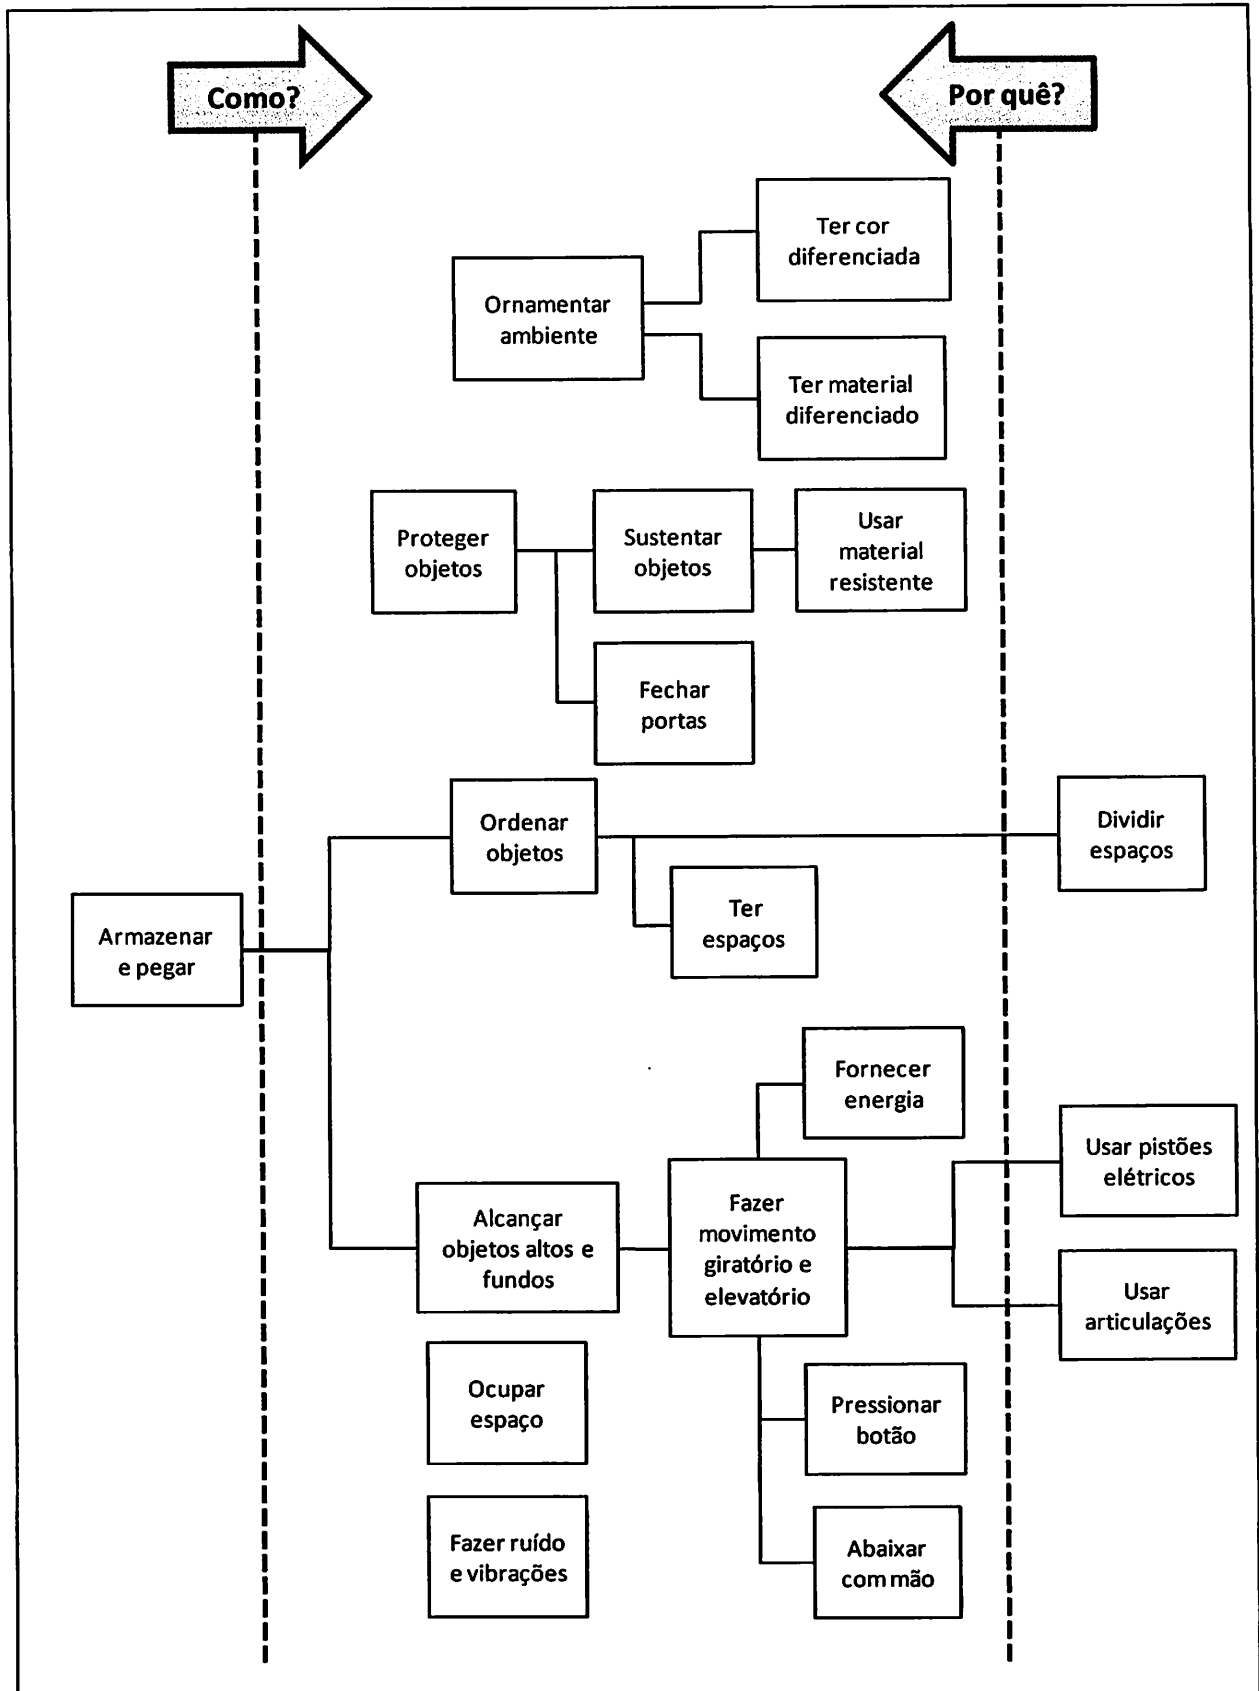 Como?
Por quê?
Ter cor
diferenciada
Ornamentar
ambiente
Ter material
diferenciado
Proteger
objetos
Sustentar
objetos
Usar
material
resistente
Fechar
portas
Ordenar
objetos
Dividir
espaços
Ter
espaços
Armazenar
e pegar
Fornecer
energia
Usar pistões
elétricos
Alcançar
objetos altos e
fundos
Fazer
movimento
giratório e
elevatório
Usar
articulações
Ocupar
espaço
Pressionar
botão
Fazer ruído
e vibrações
Abaixar
com mão